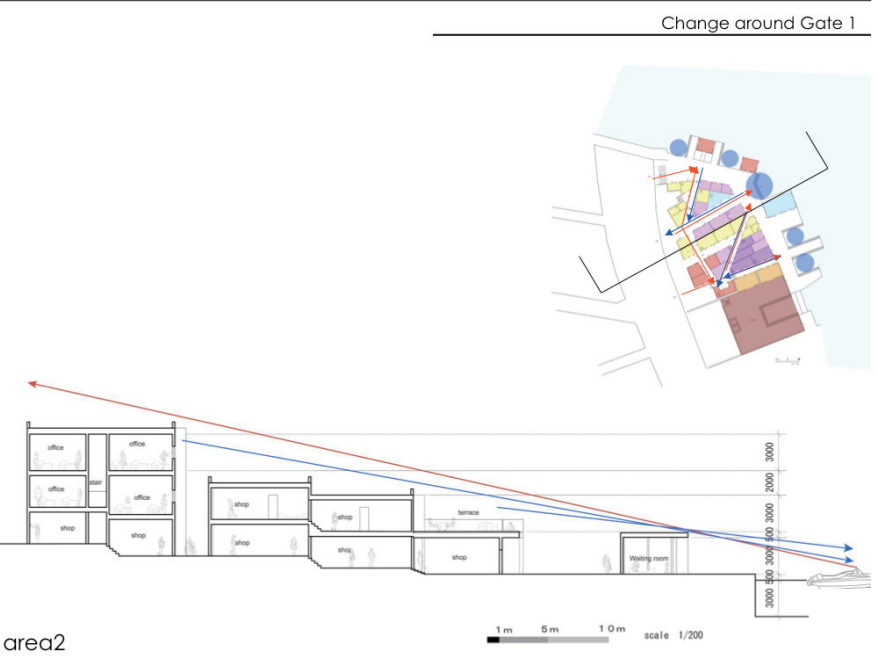 Change around Gate 1
office
office
stair
office
office
shop
shop
shop
shop
shop
shop
terrace
shop
Waiting room
3000
2000
3000
500
3000
500
3000
area2
1m 5m 10m
scale 1/200